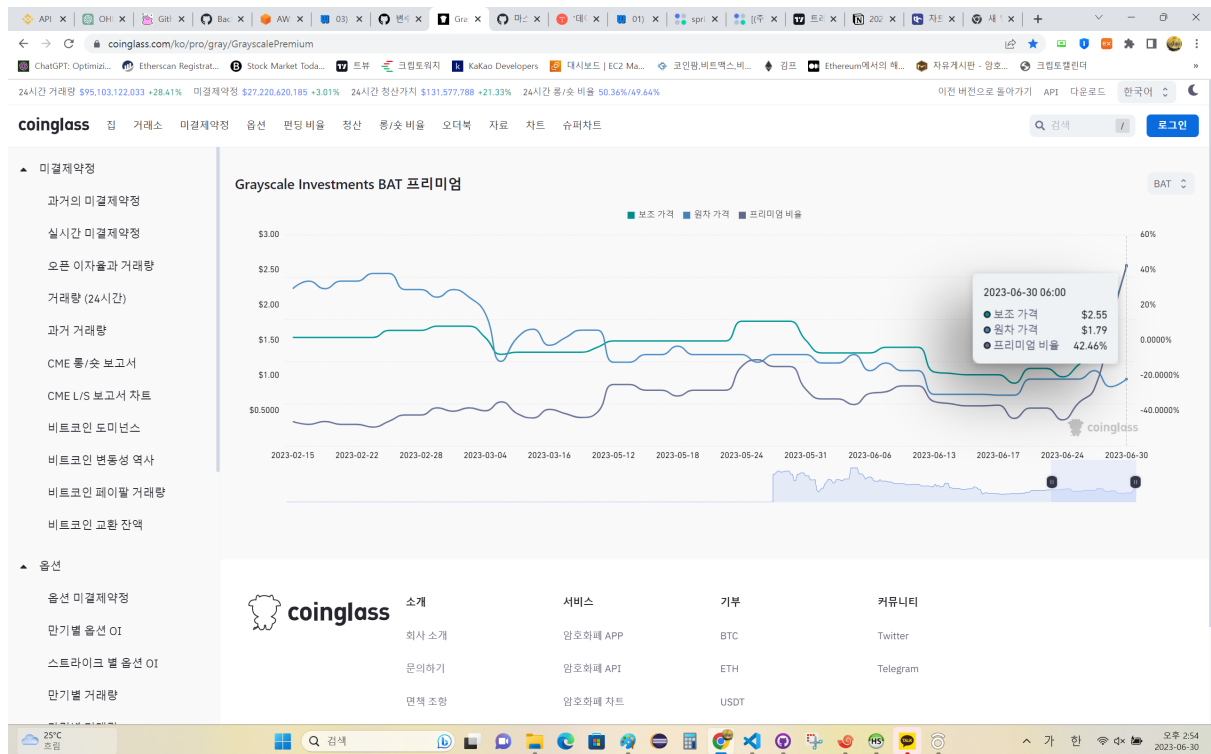 API
OHI
Gitl
Bac
AW
03)
변수
Gra
마스
01)
spri
[(주
트리
202
차트
새
coinglass.com/ko/pro/gray/GrayscalePremium
ChatGPT: Optimizi...
Etherscan Registrat...
Stock Market Toda...
트뷰
크립토워치
KaKao Developers
대시보드 | EC2 Ma...
코인팜,비트맥스,비...
김프
Ethereum에서의 해...
자유게시판 - 암호...
크립토캘린더
»
24시간 거래량 $95,103,122,033 +28.41% 미결제약정 $27,220,620,185 +3.01% 24시간 청산가치 $131,577,788 +21.33% 24시간 롱/숏 비율 50.36%/49.64%
이전 버전으로 돌아가기 API 다운로드 한국어
coinglass 집 거래소 미결제약정 옵션 펀딩 비율 청산 롱/숏 비율 오더북 자료 차트 슈퍼차트
검색 /
로그인
미결제약정
과거의 미결제약정
실시간 미결제약정
오픈 이자율과 거래량
거래량 (24시간)
과거 거래량
CME 롱/숏 보고서
CME L/S 보고서 차트
비트코인 도미넌스
비트코인 변동성 역사
비트코인 페이팔 거래량
비트코인 교환 잔액
옵션
옵션 미결제약정
만기별 옵션 OI
스트라이크 별 옵션 OI
만기별 거래량
Grayscale Investments BAT 프리미엄
BAT
보조 가격 원차 가격 프리미엄 비율
$3.00
$2.50
$2.00
$1.50
$1.00
$0.5000
60%
40%
20%
0.0000%
-20.0000%
-40.0000%
2023-06-30 06:00
보조 가격 $2.55
원차 가격 $1.79
프리미엄 비율 42.46%
coinglass
2023-02-15 2023-02-22 2023-02-28 2023-03-04 2023-03-16 2023-05-12 2023-05-18 2023-05-24 2023-05-31 2023-06-06 2023-06-13 2023-06-17 2023-06-24 2023-06-30
coinglass
소개
회사 소개
문의하기
면책 조항
서비스
암호화폐 APP
암호화폐 API
암호화폐 차트
기부
BTC
ETH
USDT
커뮤니티
Twitter
Telegram
25°C
흐림
검색
가
한
오후 2:54
2023-06-30